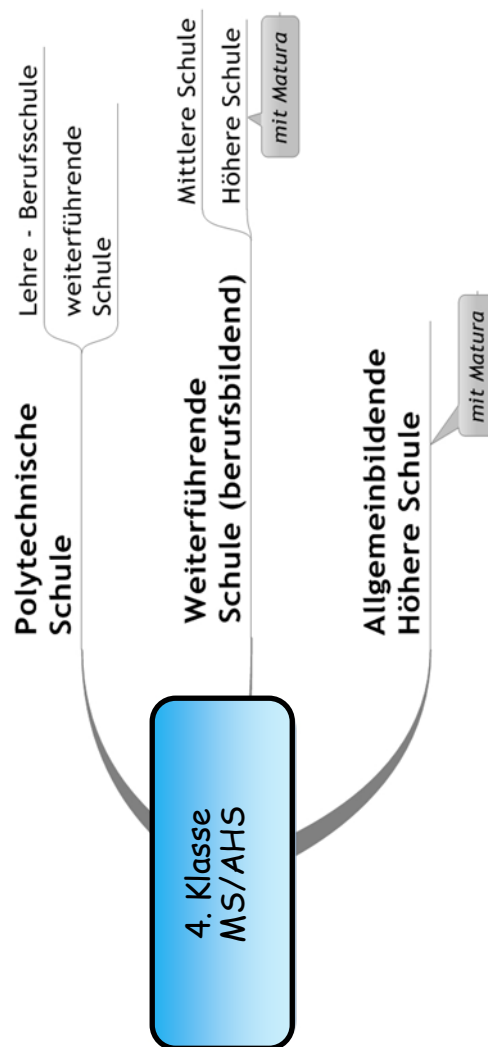 4. Klasse
MS/AHS
Polytechnische
Schule
Lehre - Berufsschule
weiterführende
Schule
Weiterführende
Schule (berufsbildend)
Mittlere Schule
Höhere Schule
mit Matura
Allgemeinbildende
Höhere Schule
mit Matura